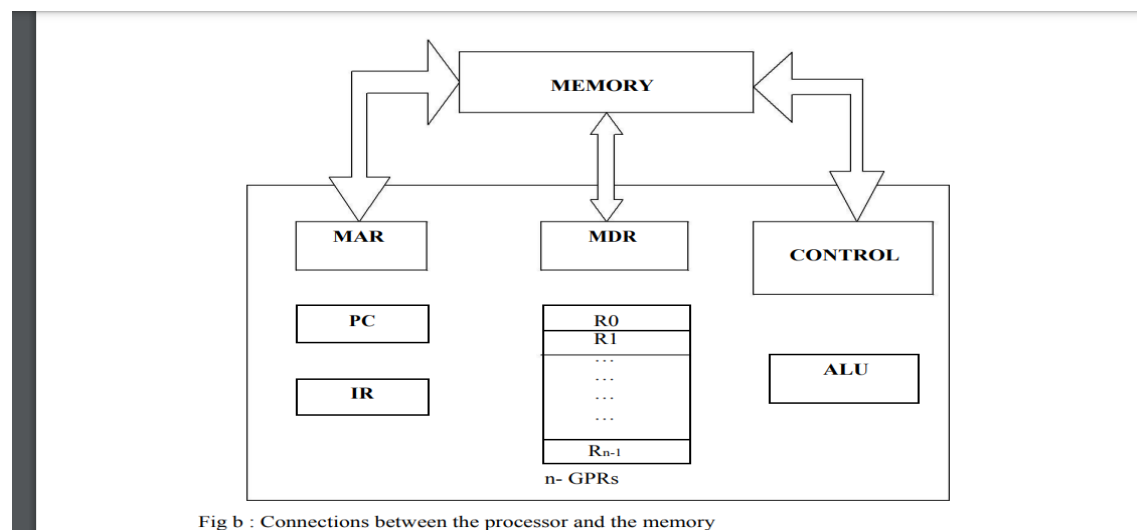 MEMORY
MAR
MDR
CONTROL
PC
R0
R1
ALU
...
IR
...
...
...
Rn-1
n- GPRs
Fig b : Connections between the processor and the memory